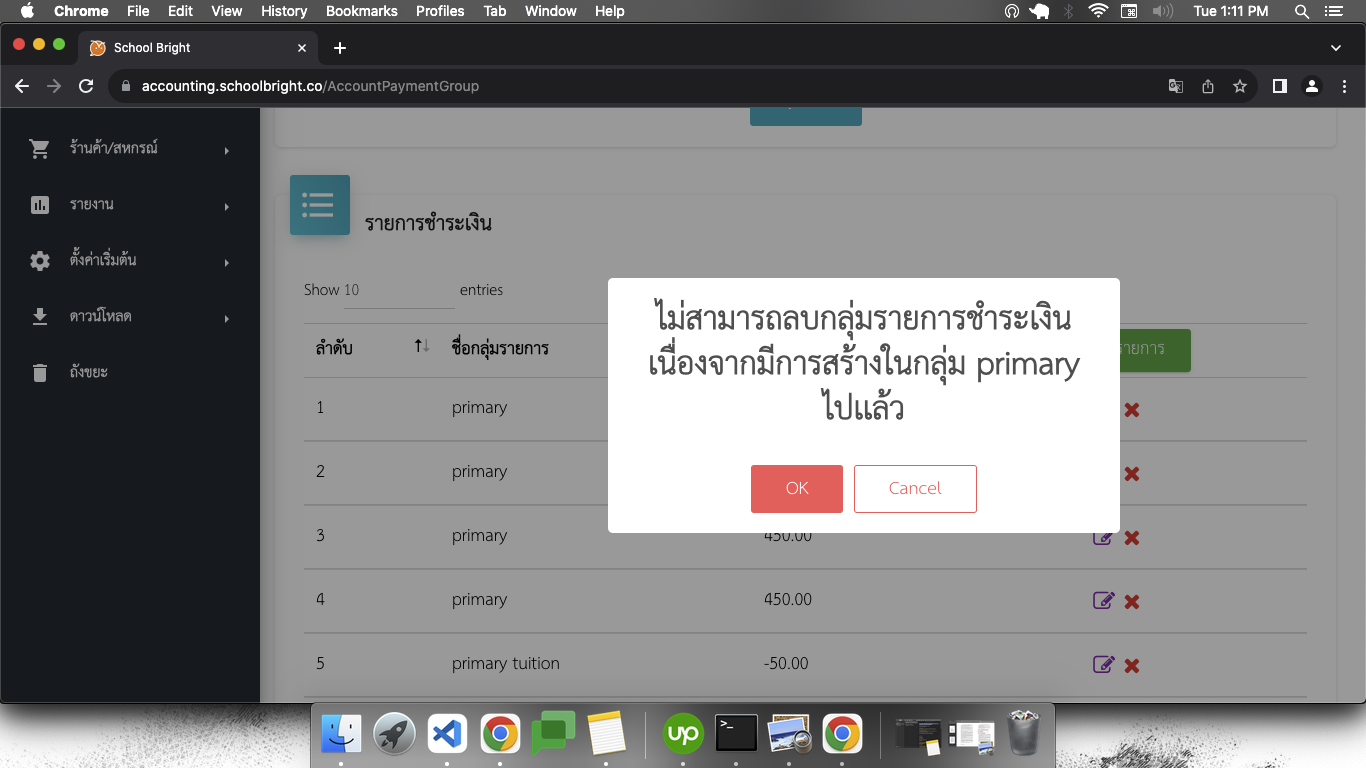 Chrome File Edit View History Bookmarks Profiles Tab Window Help Tue 1:11 PM
School Bright
accounting.schoolbright.co/AccountPaymentGroup
ร้านค้า/สหกรณ์
รายงาน
ตั้งค่าเริ่มต้น
ดาวน์โหลด
ถังขยะ
รายการชำระเงิน
Show 10 entries
ลำดับ ชื่อกลุ่มรายการ รายการ
1 primary
2 primary
3 primary 450.00
4 primary 450.00
5 primary tuition -50.00
ไม่สามารถลบกลุ่มรายการชำระเงิน
เนื่องจากมีการสร้างในกลุ่ม primary
ไปแล้ว
OK Cancel
up